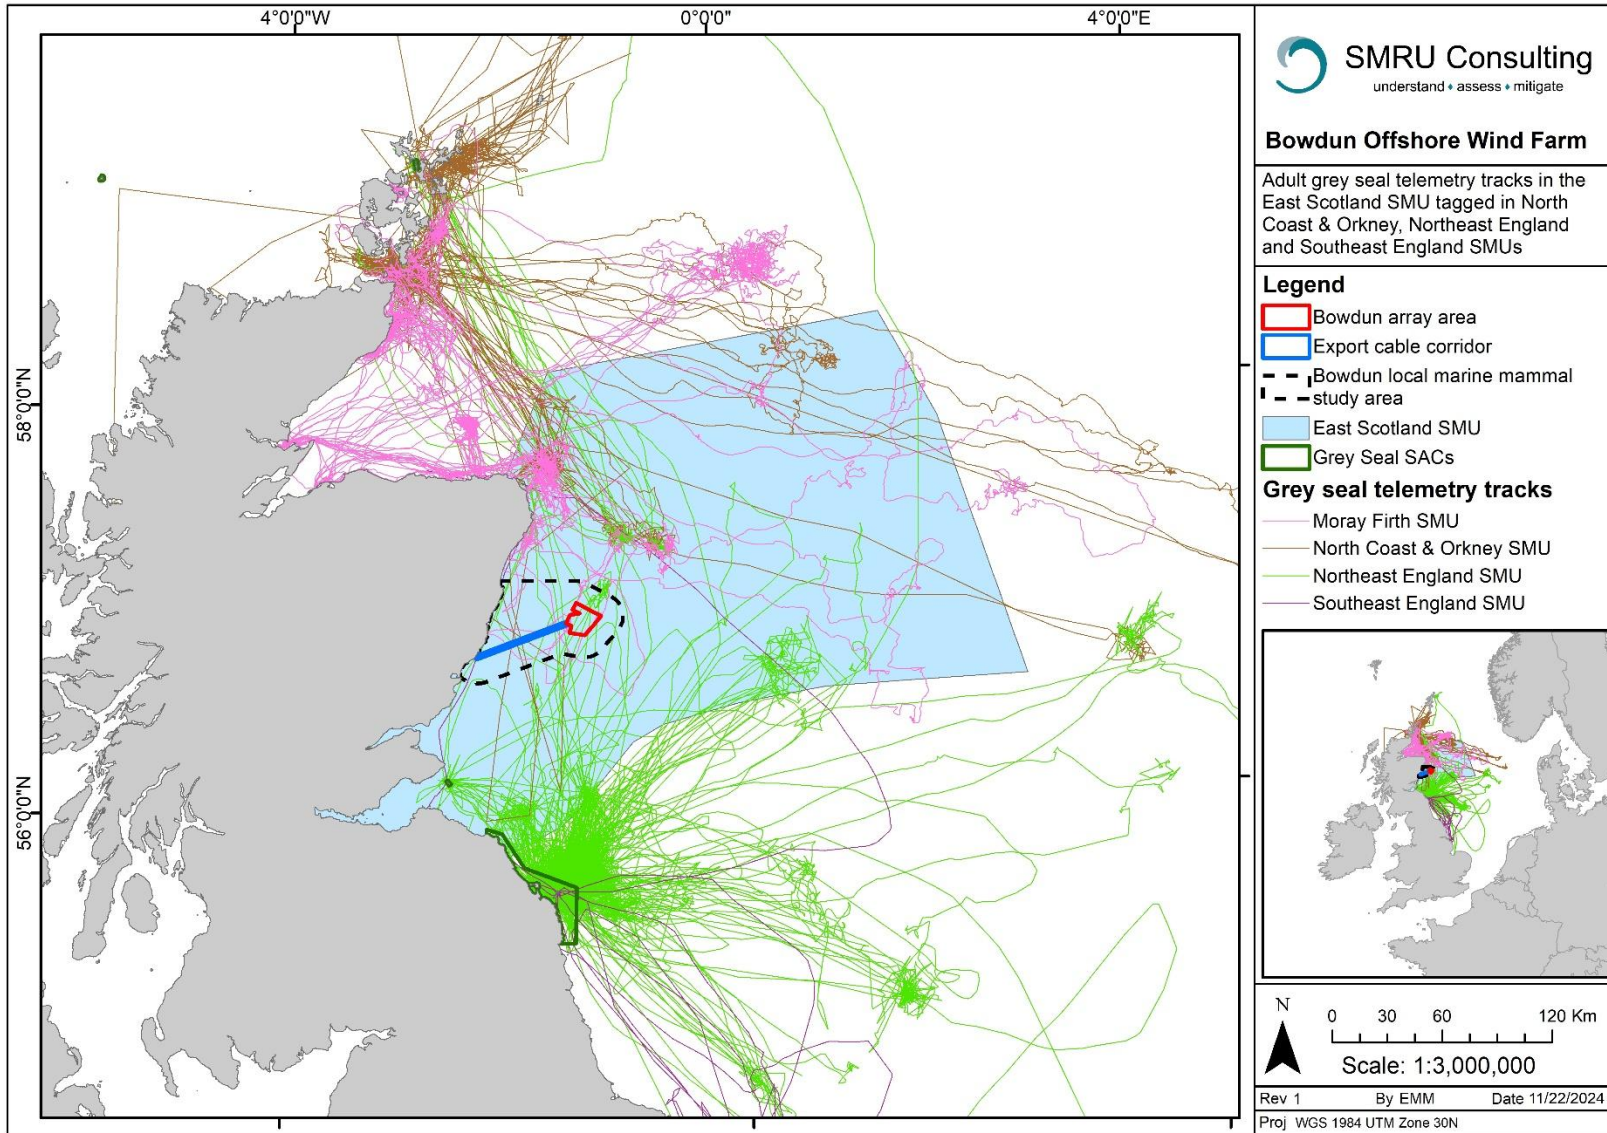 4°0'0"W
0°0'0"
4°0'0"E
58°0'0"N
56°0'0"N
SMRU Consulting
understand ♦ assess ♦ mitigate
Bowdun Offshore Wind Farm
Adult grey seal telemetry tracks in the
East Scotland SMU tagged in North
Coast & Orkney, Northeast England
and Southeast England SMUs
Legend
Bowdun array area
Export cable corridor
Bowdun local marine mammal
study area
East Scotland SMU
Grey Seal SACs
Grey seal telemetry tracks
Moray Firth SMU
North Coast & Orkney SMU
Northeast England SMU
Southeast England SMU
N
0 30 60 120 Km
Scale: 1:3,000,000
Rev 1 By EMM Date 11/22/2024
Proj WGS 1984 UTM Zone 30N